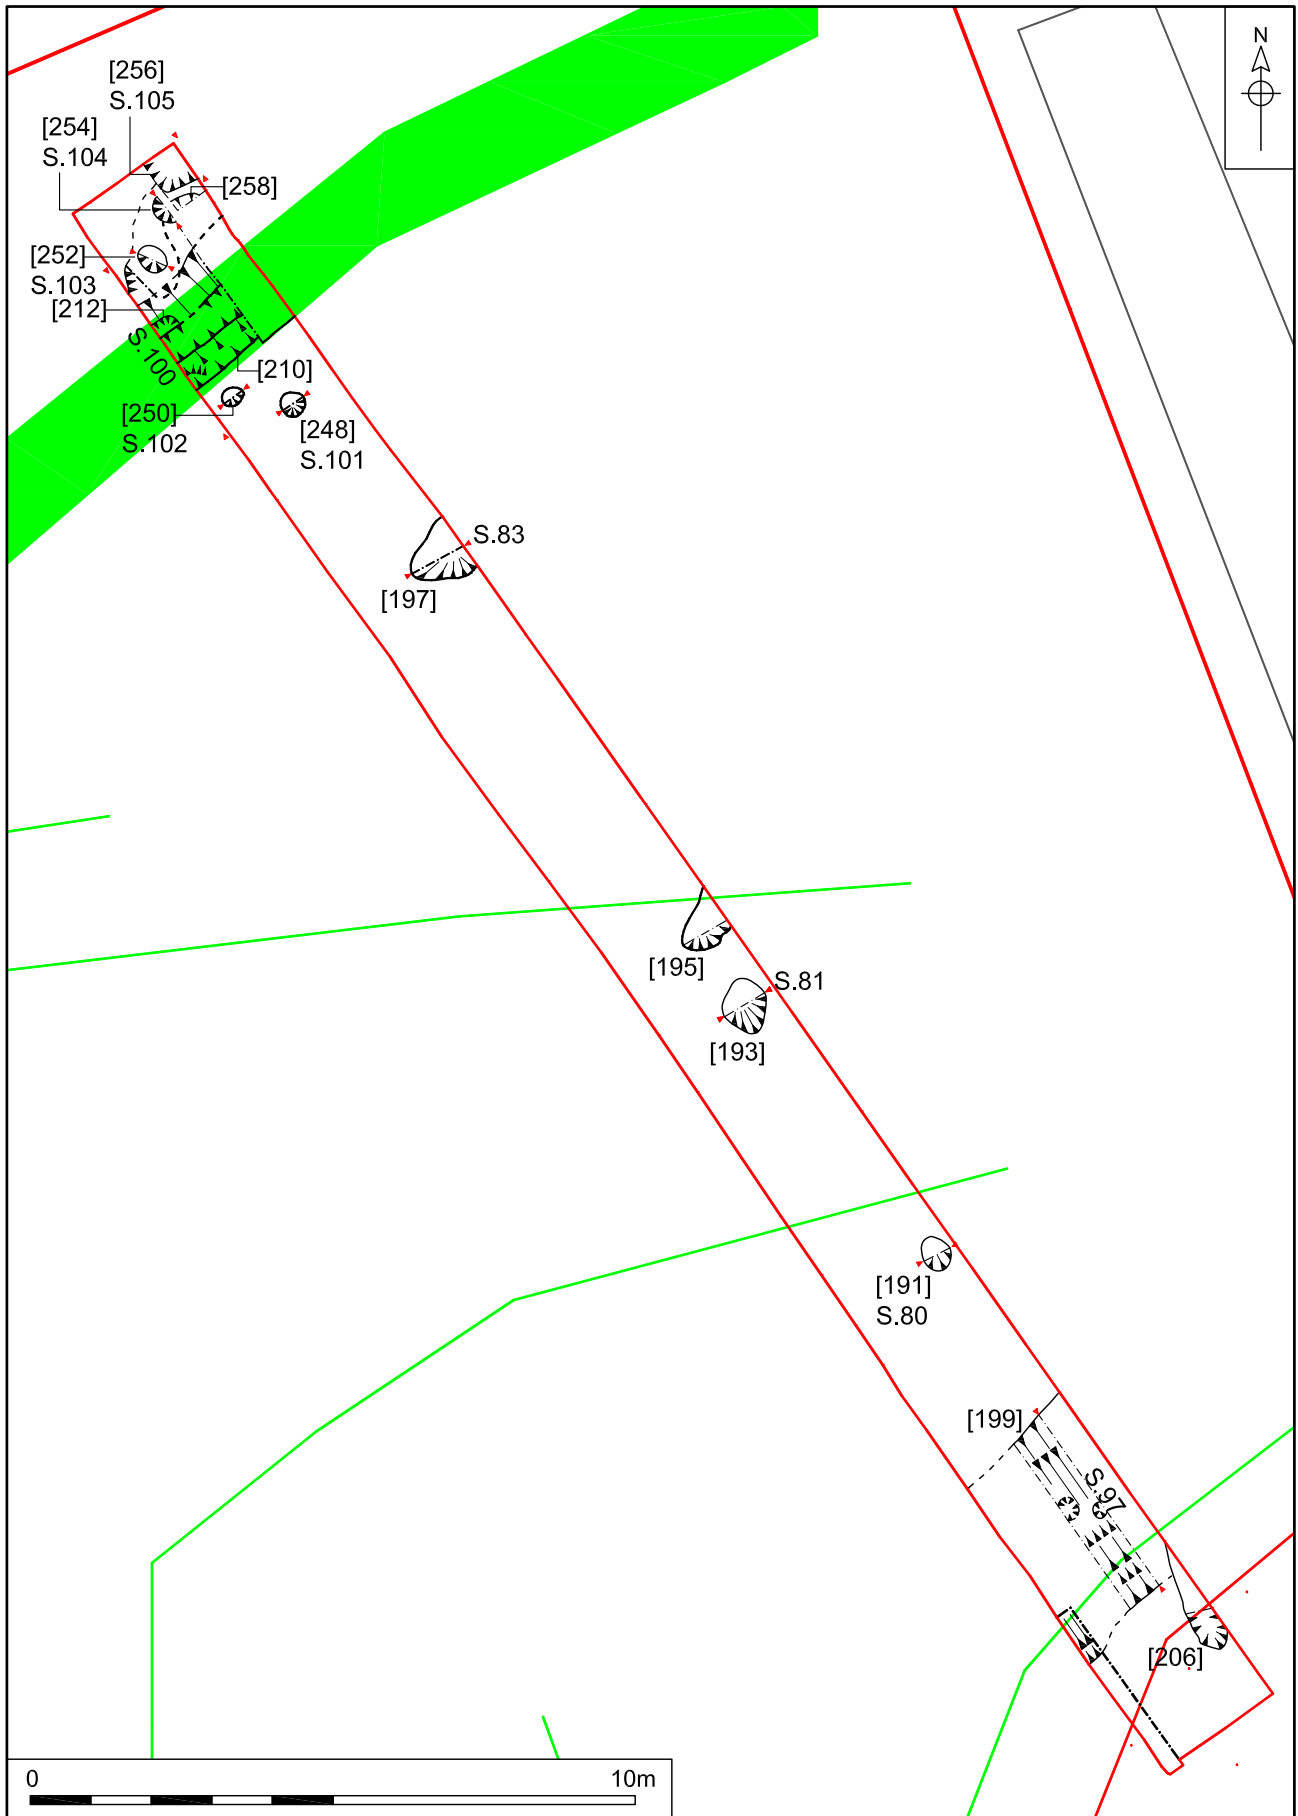 N
[256]
S.105
[254]
S.104
[258]
[252]
S.103
[212]
S.100
[210]
[250]
S.102
[248]
S.101
S.83
[197]
[195]
S.81
[193]
[191]
S.80
[199]
S.97
[206]
0 10m